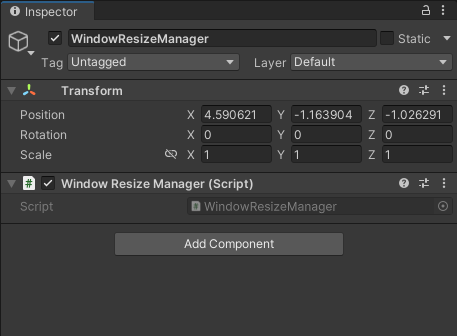 Inspector
WindowResizeManager Static
Tag Untagged Layer Default
Transform
Position X 4.590621 Y -1.163904 Z -1.026291
Rotation X 0 Y 0 Z 0
Scale X 1 Y 1 Z 1
# Window Resize Manager (Script)
Script # WindowResizeManager
Add Component